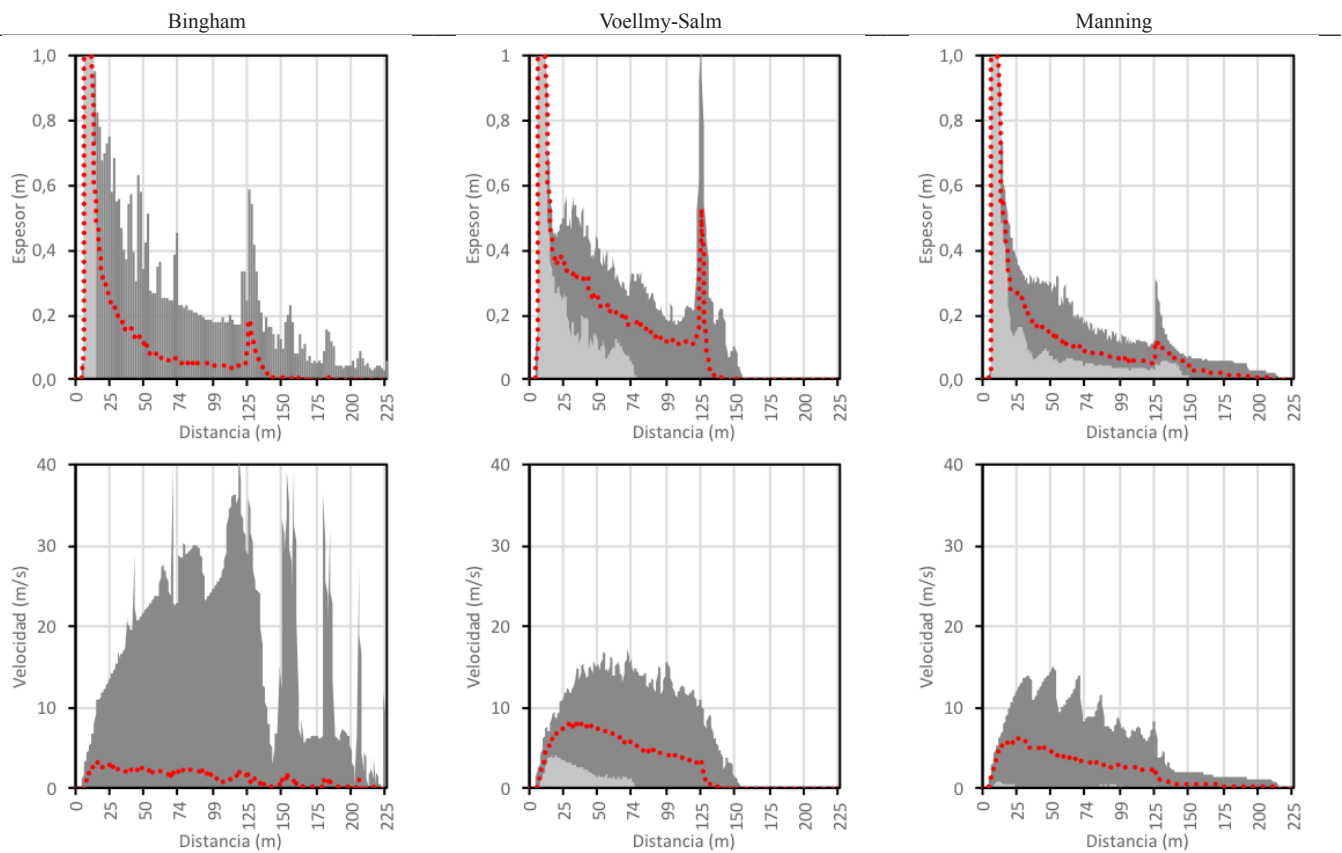 Bingham Voellmy-Salm Manning
1,0 0,8 0,6 0,4 0,2 0,0
Espesor (m)
0 25 50 74 99 125 150 175 200 225
Distancia (m)
1 0,8 0,6 0,4 0,2 0
Espesor (m)
0 25 50 74 99 125 150 175 200 225
Distancia (m)
1,0 0,8 0,6 0,4 0,2 0,0
Espesor (m)
0 25 50 74 99 125 150 175 200 225
Distancia (m)
40 30 20 10 0
Velocidad (m/s)
0 25 50 74 99 125 150 175 200 225
Distancia (m)
40 30 20 10 0
Velocidad (m/s)
0 25 50 74 99 125 150 175 200 225
Distancia (m)
40 30 20 10 0
Velocidad (m/s)
0 25 50 74 99 125 150 175 200 225
Distancia (m)